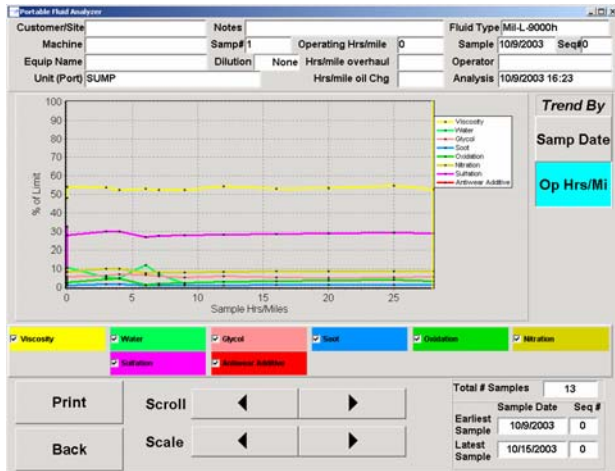 Portable Fluid Analyzer
Customer/Site Notes Fluid Type Mil-L-9000h
Machine Samp# 1 Operating Hrs/mile 0 Sample 10/9/2003 Seq# 0
Equip Name Dilution None Hrs/mile overhaul Operator
Unit (Port) SUMP Hrs/mile oil Chg Analysis 10/9/2003 16:23
Trend By
Samp Date
Op Hrs/Mi
% of Limit
100
90
80
70
60
50
40
30
20
10
0
0 5 10 15 20 25
Sample Hrs/Miles
Viscosity
Water
Glycol
Soot
Oxidation
Nitration
Sulfation
Antiwear Additive
Viscosity Water Glycol Soot Oxidation Nitration
Sulfation Antiwear Additive
Print Scroll
Back Scale
Total # Samples 13
Sample Date Seq #
Earliest Sample 10/9/2003 0
Latest Sample 10/15/2003 0